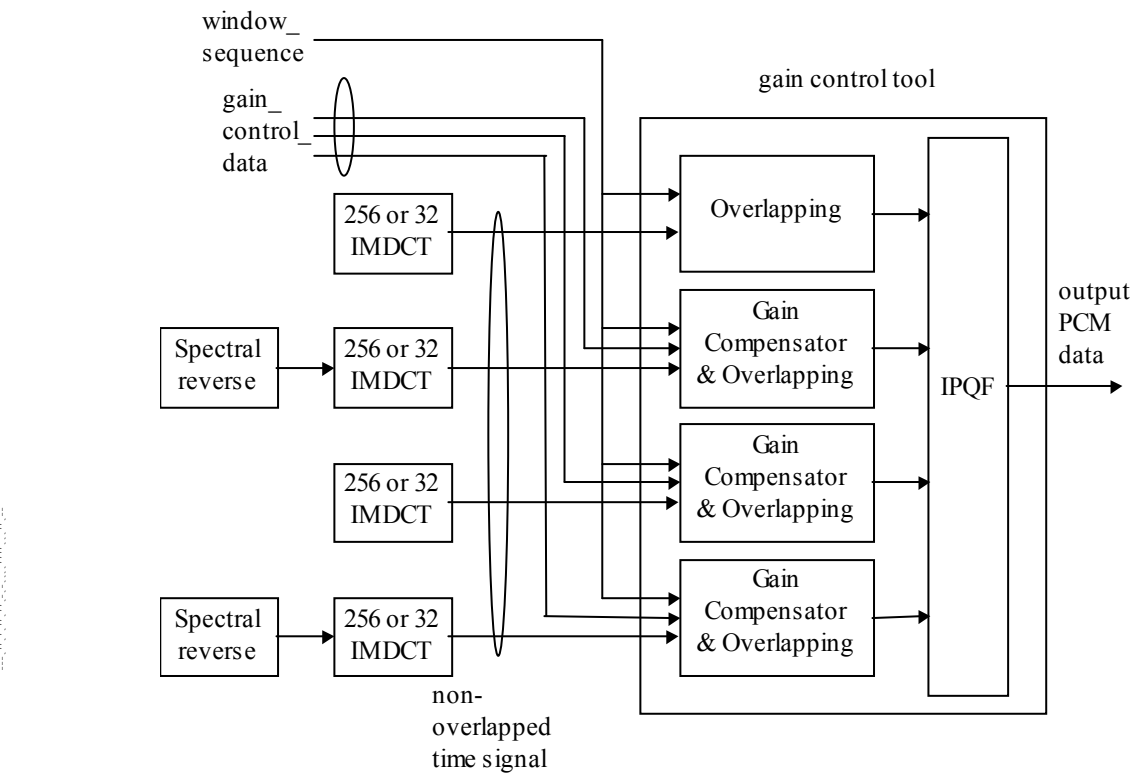 window_
sequence
gain control tool
gain_
control_
data
256 or 32
IMDCT
Overlapping
output
PCM
data
Spectral
reverse
256 or 32
IMDCT
Gain
Compensator
& Overlapping
IPQF
256 or 32
IMDCT
Gain
Compensator
& Overlapping
Spectral
reverse
256 or 32
IMDCT
Gain
Compensator
& Overlapping
non-
overlapped
time signal